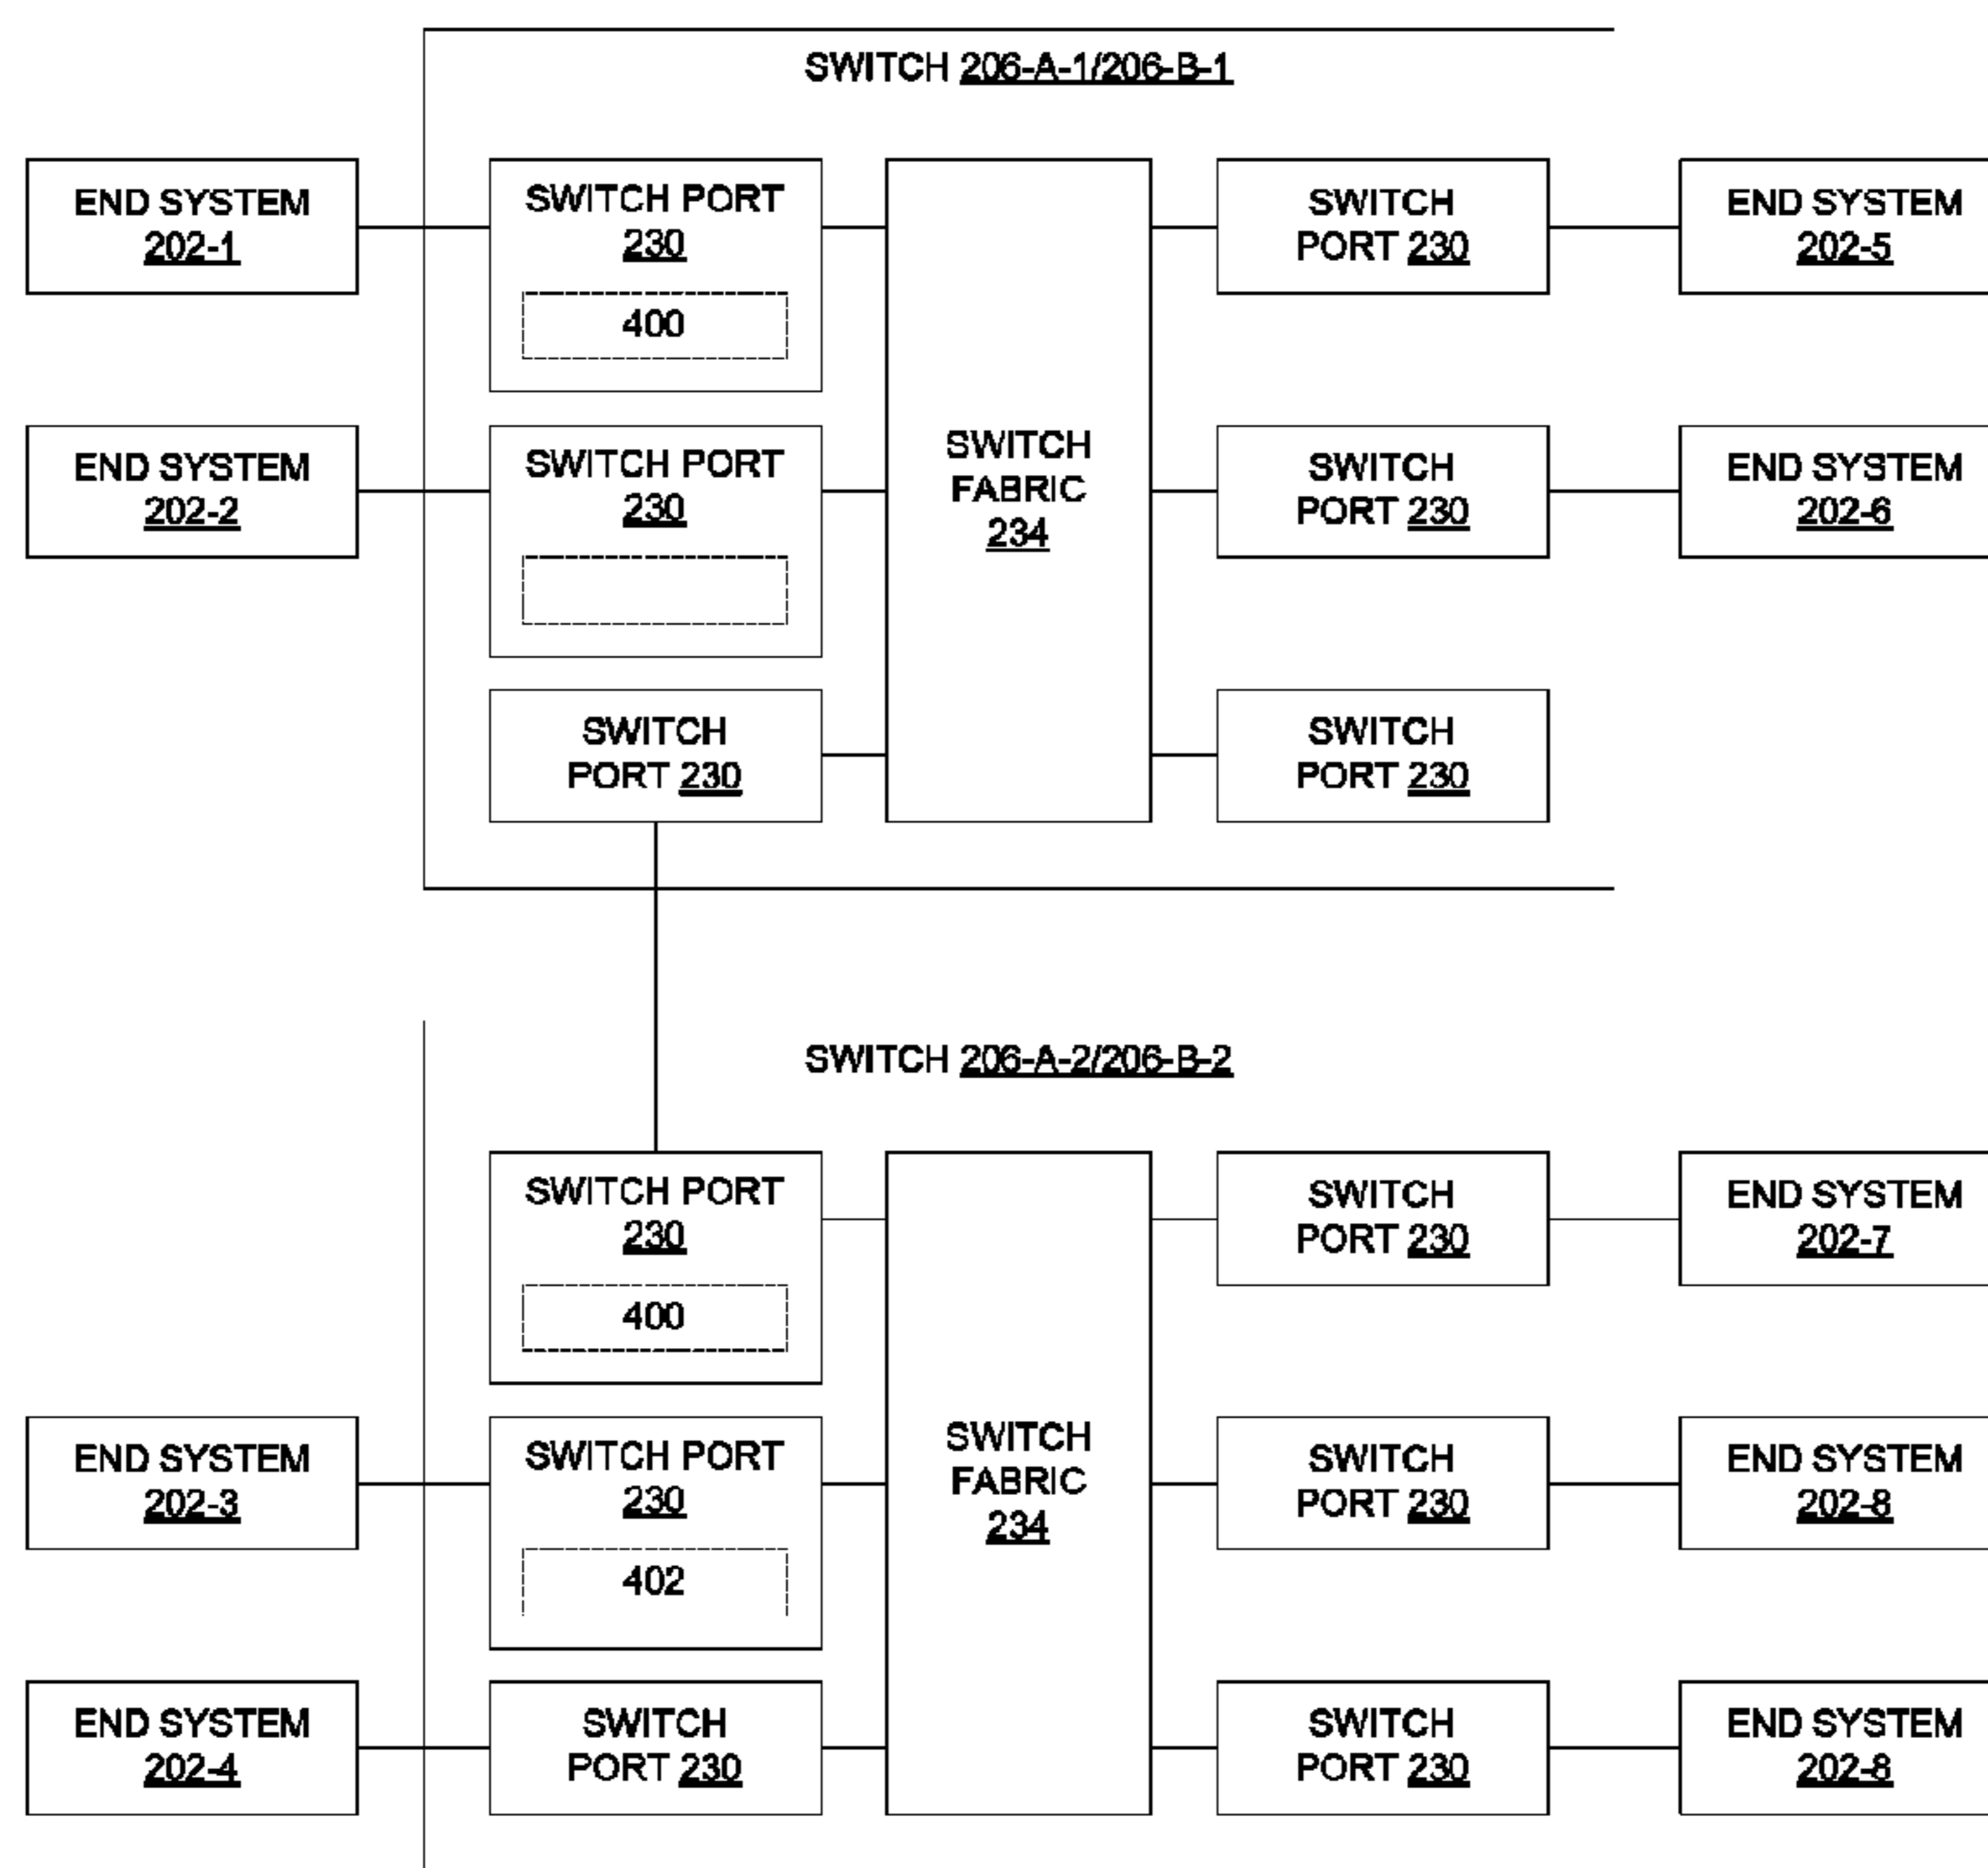 SWITCH 206-A-1/206-B-1
END SYSTEM
202-1
SWITCH PORT
230
400
SWITCH
PORT 230
END SYSTEM
202-5
END SYSTEM
202-2
SWITCH PORT
230
SWITCH
FABRIC
234
SWITCH
PORT 230
END SYSTEM
202-6
SWITCH
PORT 230
SWITCH
PORT 230
SWITCH 206-A-2/206-B-2
SWITCH PORT
230
400
SWITCH
PORT 230
END SYSTEM
202-7
END SYSTEM
202-3
SWITCH PORT
230
402
SWITCH
FABRIC
234
SWITCH
PORT 230
END SYSTEM
202-8
END SYSTEM
202-4
SWITCH
PORT 230
SWITCH
PORT 230
END SYSTEM
202-8